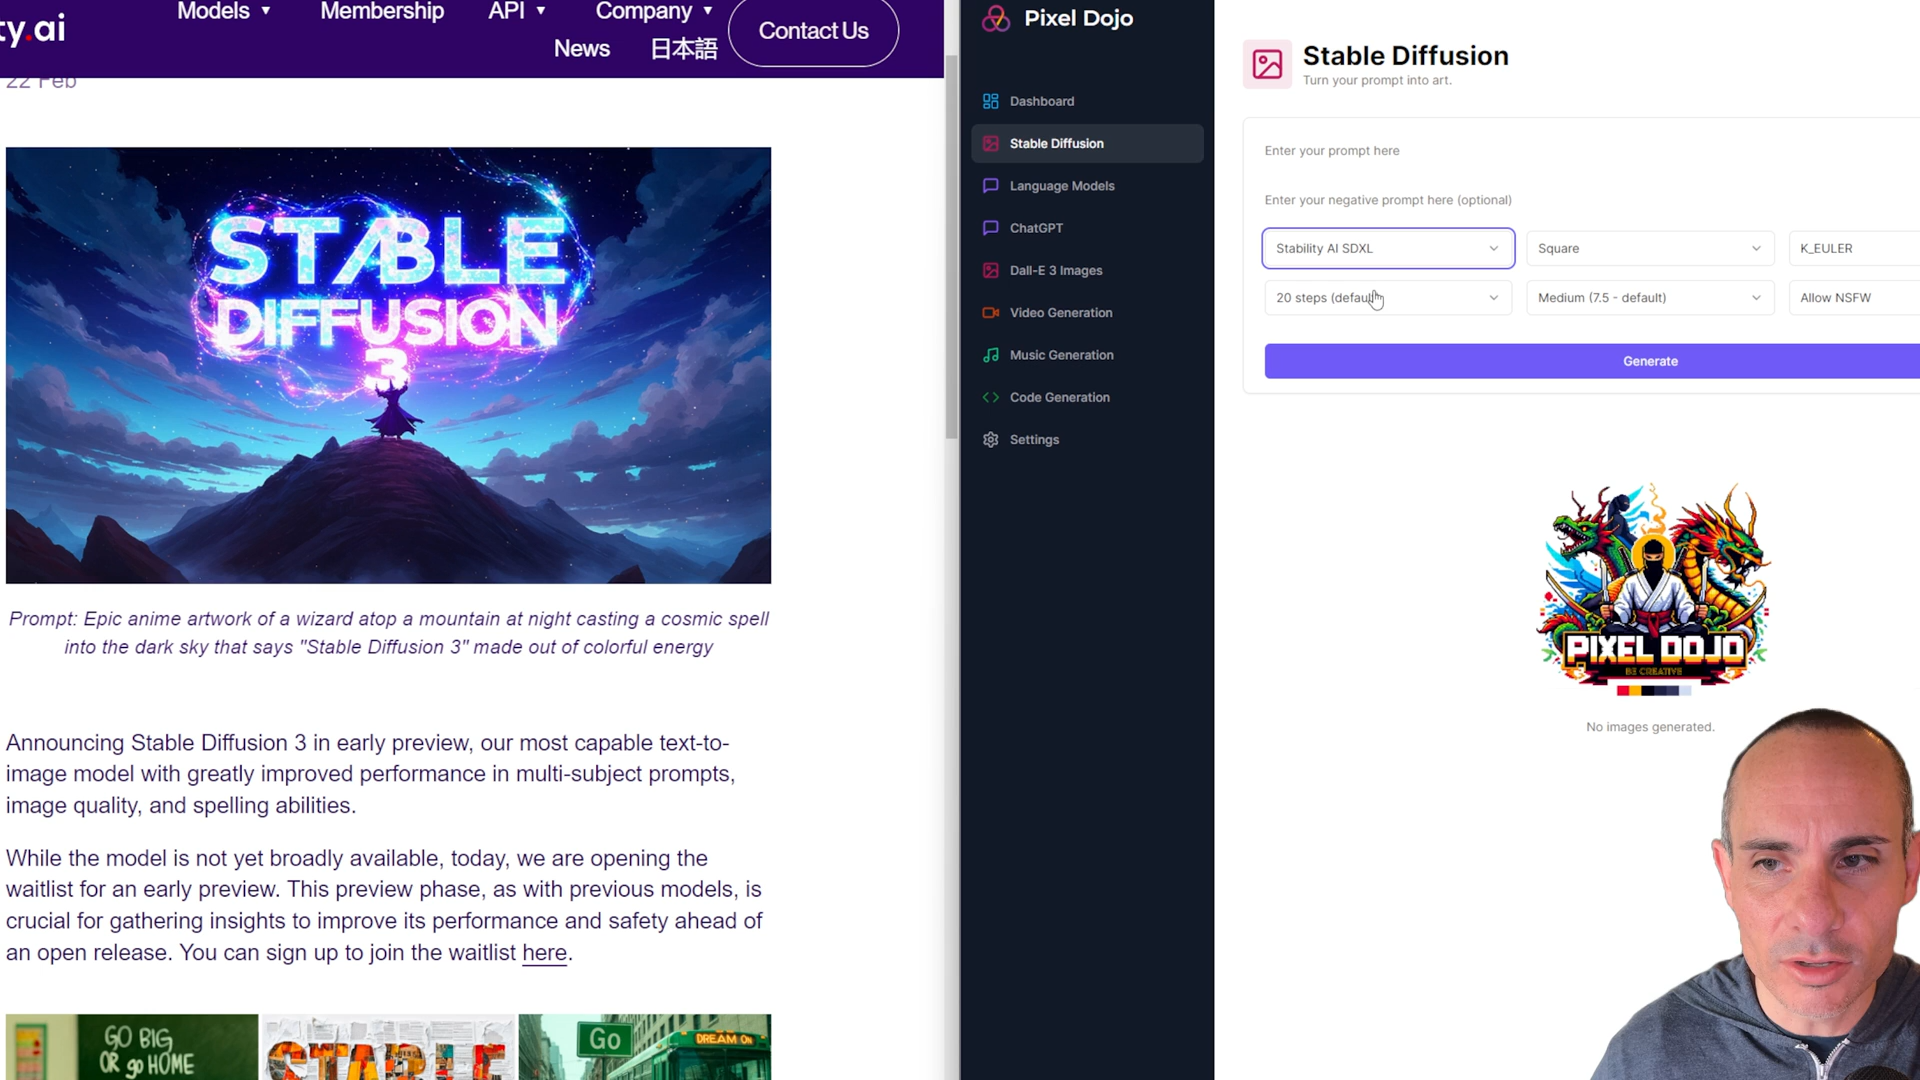 ty.ai
Models
Membership
API
Company
News
日本語
Contact Us
22 Feb
STABLE
DIFFUSION
3
Prompt: Epic anime artwork of a wizard atop a mountain at night casting a cosmic spell
into the dark sky that says "Stable Diffusion 3" made out of colorful energy
Announcing Stable Diffusion 3 in early preview, our most capable text-to-
image model with greatly improved performance in multi-subject prompts,
image quality, and spelling abilities.
While the model is not yet broadly available, today, we are opening the
waitlist for an early preview. This preview phase, as with previous models, is
crucial for gathering insights to improve its performance and safety ahead of
an open release. You can sign up to join the waitlist here.
GO BIG
OR go HOME
STABLE
Go
DREAM ON
Pixel Dojo
Dashboard
Stable Diffusion
Language Models
ChatGPT
Dall-E 3 Images
Video Generation
Music Generation
Code Generation
Settings
Stable Diffusion
Turn your prompt into art.
Enter your prompt here
Enter your negative prompt here (optional)
Stability AI SDXL
Square
K_EULER
20 steps (default)
Medium (7.5 - default)
Allow NSFW
Generate
PIXEL DOJO
BE CREATIVE
No images generated.